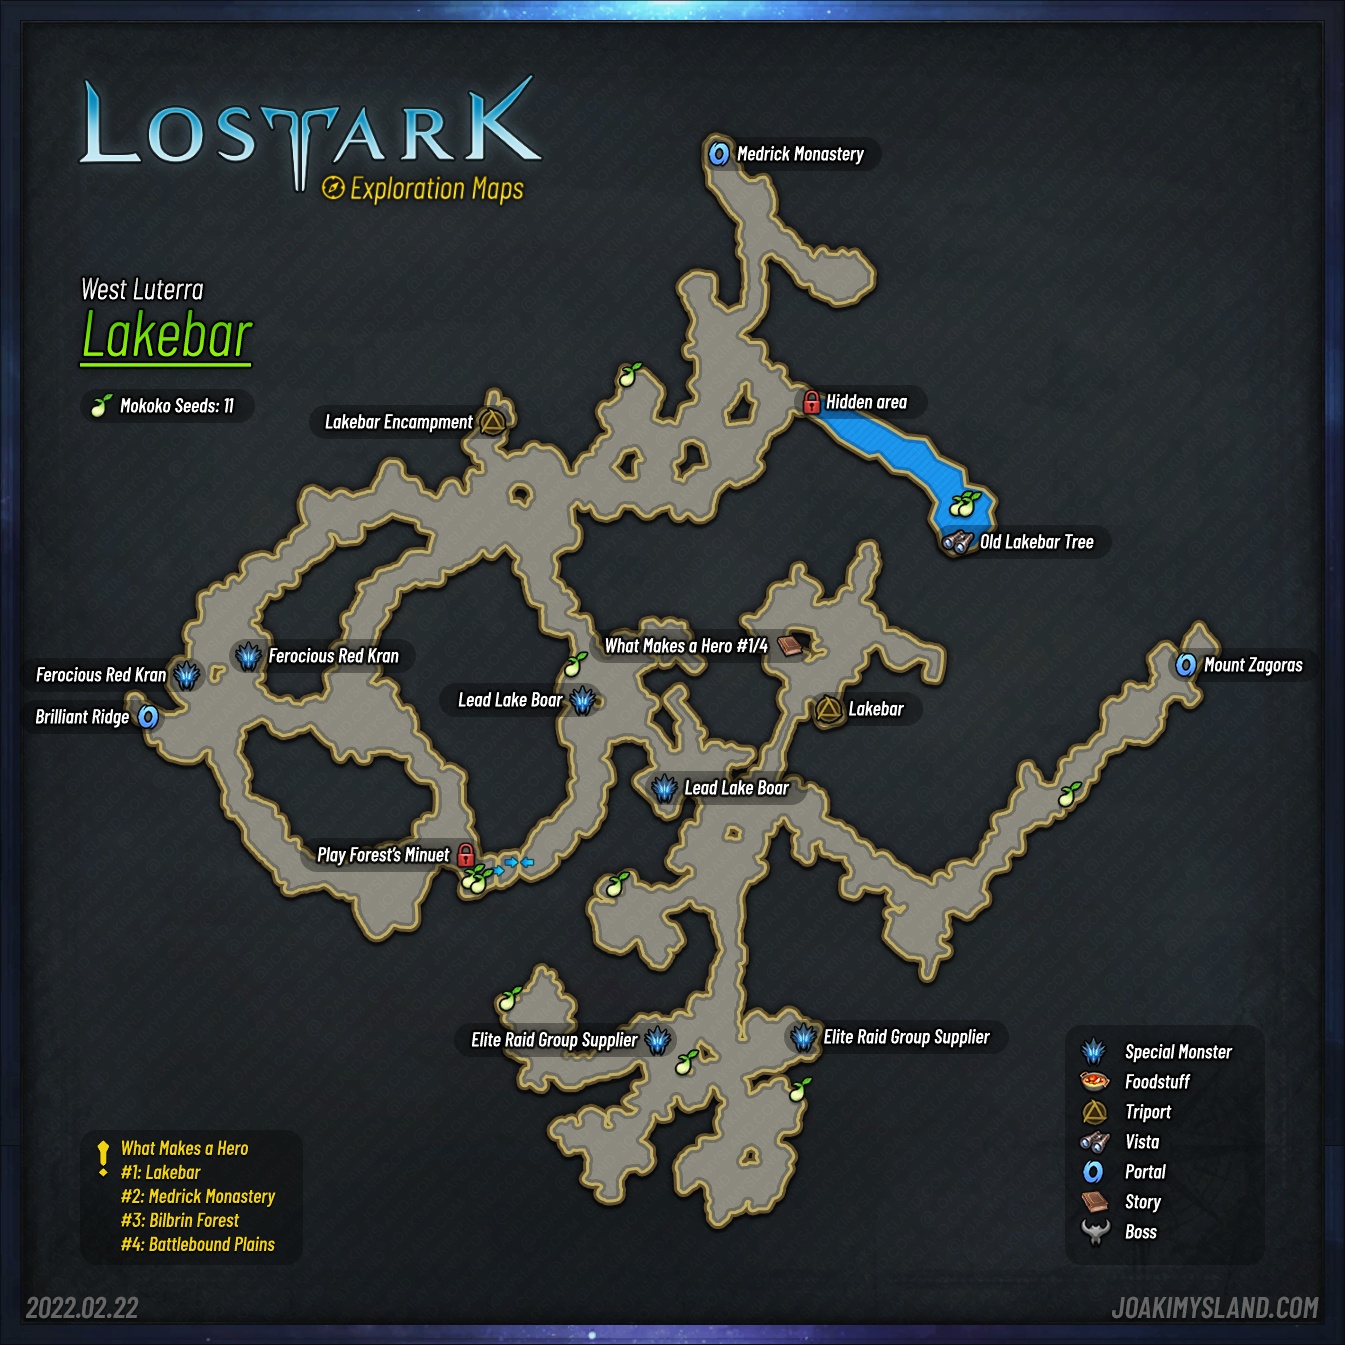 LOSTARK
Exploration Maps
West Luterra
Lakebar
Mokoko Seeds: 11
Medrick Monastery
Hidden area
Lakebar Encampment
Old Lakebar Tree
What Makes a Hero #1/4
Ferocious Red Kran
Ferocious Red Kran
Mount Zagoras
Lead Lake Boar
Lakebar
Brilliant Ridge
Lead Lake Boar
Play Forest's Minuet
Elite Raid Group Supplier
Elite Raid Group Supplier
What Makes a Hero
#1: Lakebar
#2: Medrick Monastery
#3: Bilbrin Forest
#4: Battlebound Plains
Special Monster
Foodstuff
Triport
Vista
Portal
Story
Boss
2022.02.22
JOAKIMYSLAND.COM